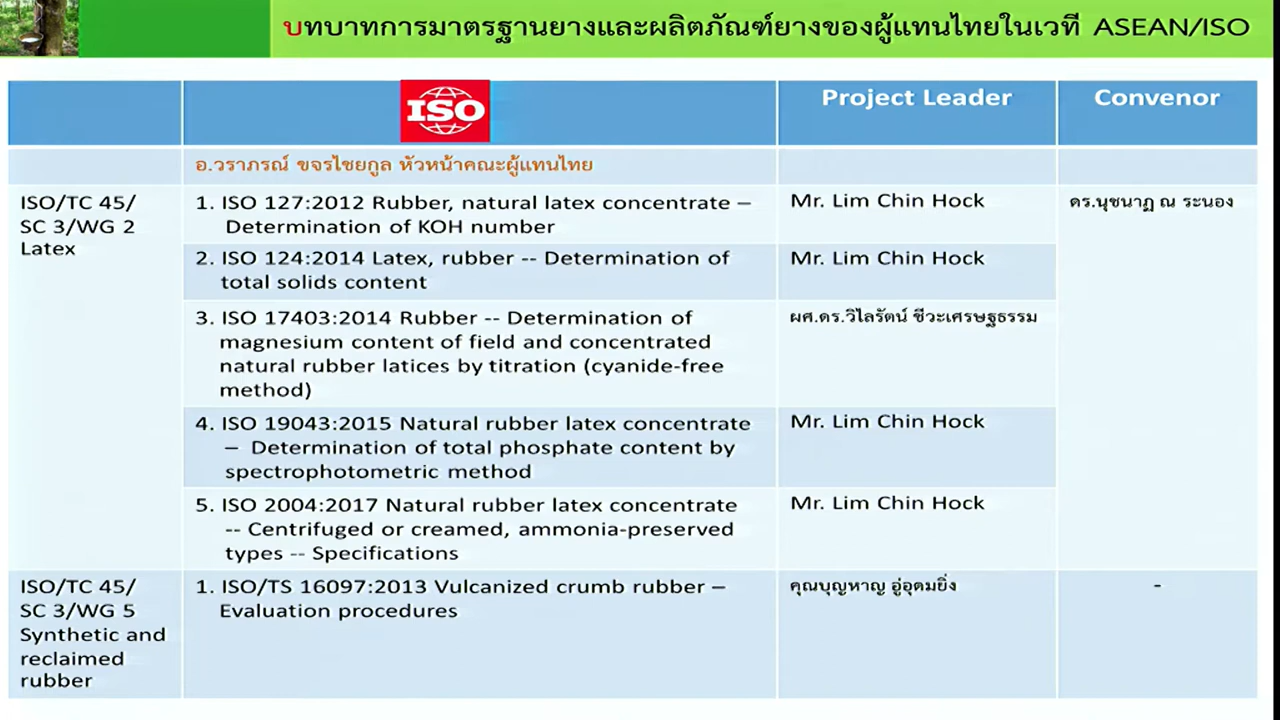 บทบาทการมาตรฐานยางและผลิตภัณฑ์ยางของผู้แทนไทยในเวที ASEAN/ISO
ISO
Project Leader
Convenor
อ.วราภรณ์ ขจรไชยกูล หัวหน้าคณะผู้แทนไทย
ISO/TC 45/
SC 3/WG 2
Latex
1. ISO 127:2012 Rubber, natural latex concentrate –
Determination of KOH number
Mr. Lim Chin Hock
ดร.นุชนาฏ ณ ระนอง
2. ISO 124:2014 Latex, rubber -- Determination of
total solids content
Mr. Lim Chin Hock
3. ISO 17403:2014 Rubber -- Determination of
magnesium content of field and concentrated
natural rubber latices by titration (cyanide-free
method)
ผศ.ดร.วิไลรัตน์ ชีวะเศรษฐธรรม
4. ISO 19043:2015 Natural rubber latex concentrate
– Determination of total phosphate content by
spectrophotometric method
Mr. Lim Chin Hock
5. ISO 2004:2017 Natural rubber latex concentrate
-- Centrifuged or creamed, ammonia-preserved
types -- Specifications
Mr. Lim Chin Hock
ISO/TC 45/
SC 3/WG 5
Synthetic and
reclaimed
rubber
1. ISO/TS 16097:2013 Vulcanized crumb rubber –
Evaluation procedures
คุณบุญหาญ อู่อุดมยิ่ง
-